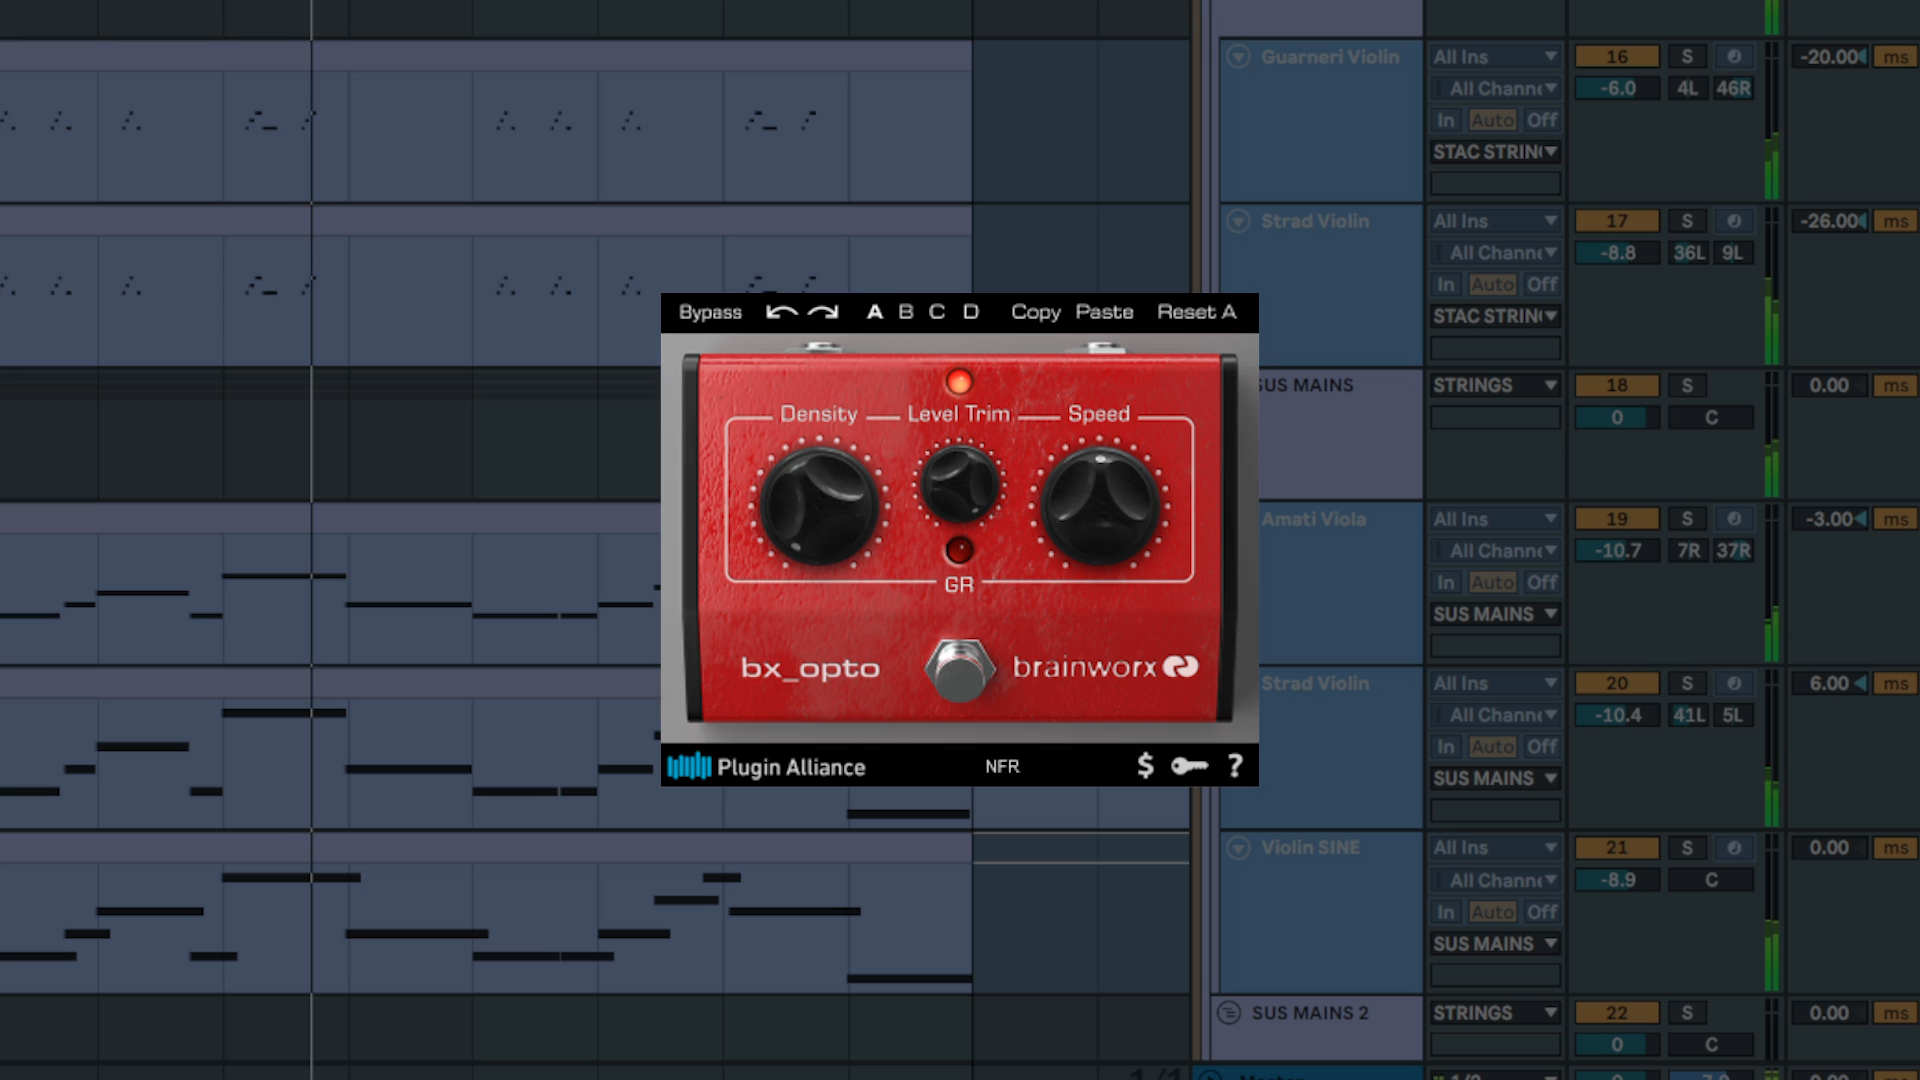 Guarneri Violin All Ins 16 S -20.00 ms
All Channe -6.0 4L 46R
In Auto Off
STAC STRIN
Strad Violin All Ins 17 S -26.00 ms
All Channe -8.8 36L 9L
In Auto Off
STAC STRIN
Bypass A B C D Copy Paste Reset A
Density Level Trim Speed
GR
bx_opto brainworx
Plugin Alliance NFR $ ?
SUS MAINS STRINGS 18 S 0.00 ms
0 C
Amati Viola All Ins 19 S -3.00 ms
All Channe -10.7 7R 37R
In Auto Off
SUS MAINS
Strad Violin All Ins 20 S 6.00 ms
All Channe -10.4 41L 5L
In Auto Off
SUS MAINS
Violin SINE All Ins 21 S 0.00 ms
All Channe -8.9 C
In Auto Off
SUS MAINS
SUS MAINS 2 STRINGS 22 S 0.00 ms
0 C
1/1